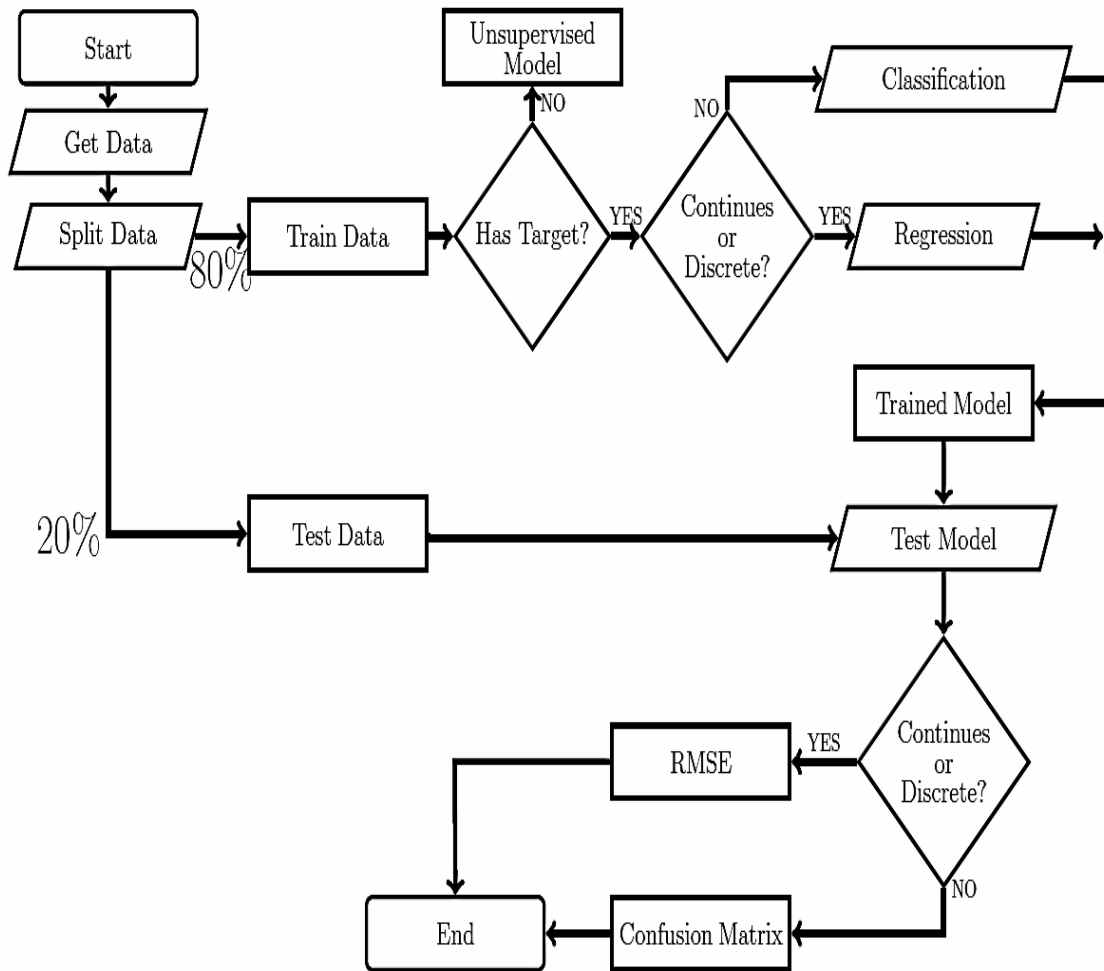 Start
Unsupervised
Model
Classification
NO
NO
Get Data
Split Data
80%
Train Data
Has Target?
YES
Continues
or
Discrete?
YES
Regression
Trained Model
20%
Test Data
Test Model
Continues
or
Discrete?
YES
RMSE
NO
Confusion Matrix
End